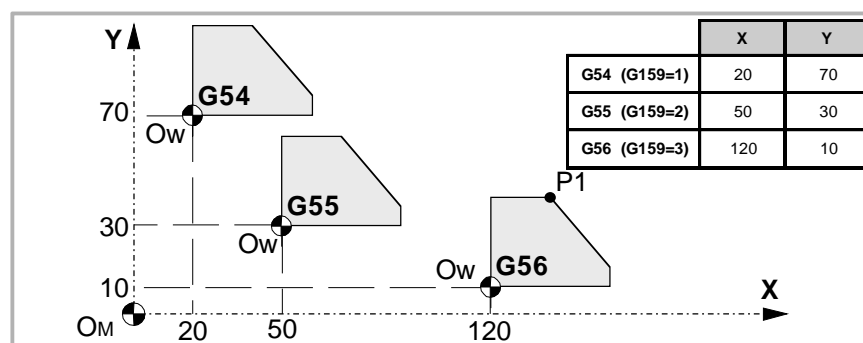 Y
X Y
G54 (G159=1) 20 70
G55 (G159=2) 50 30
G56 (G159=3) 120 10
70
G54
Ow
P1
30
G55
Ow
10
G56
Ow
X
OM
20 50 120